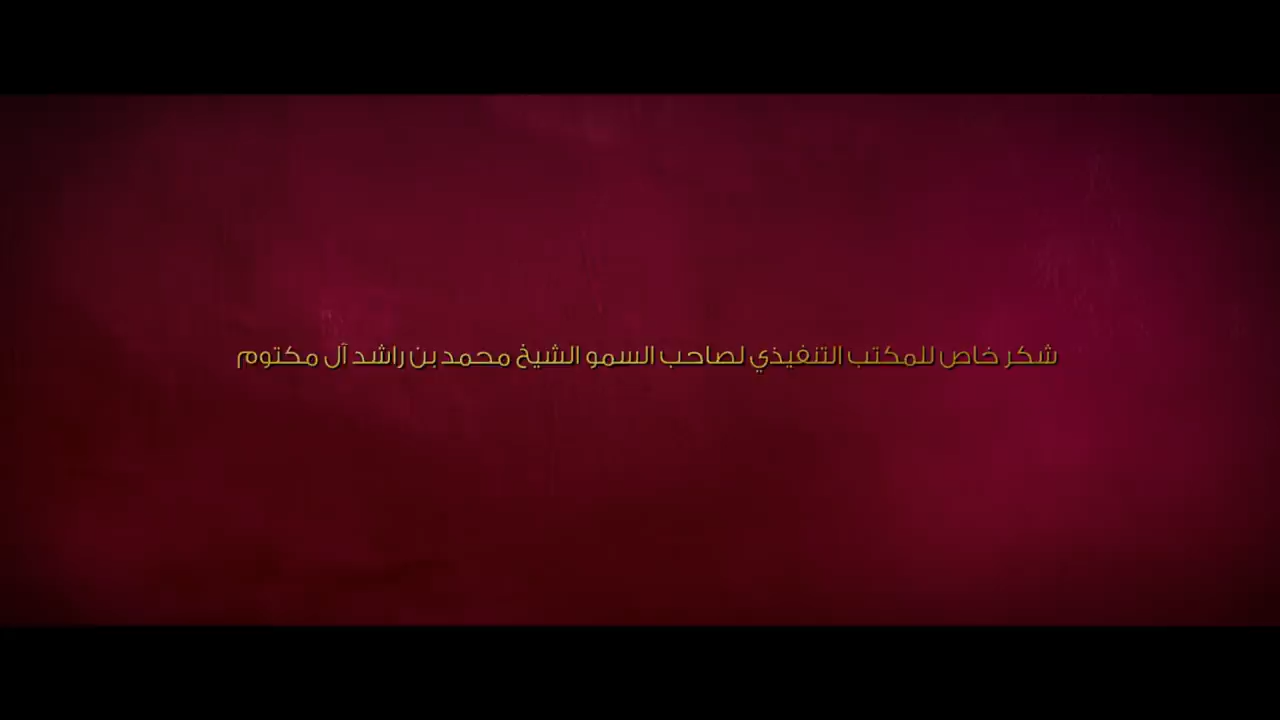 شكر خاص للمكتب التنفيذي لصاحب السمو الشيخ محمد بن راشد آل مكتوم